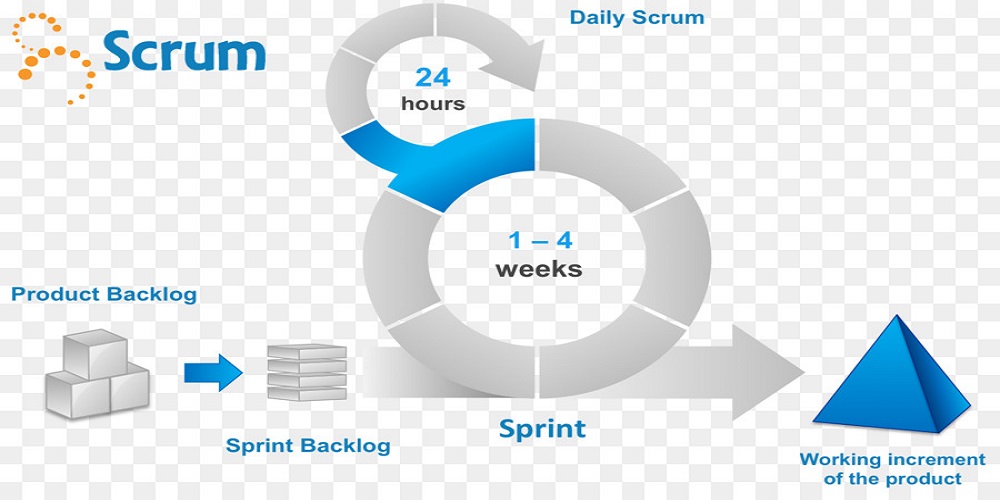 Scrum
Daily Scrum
24
hours
1 – 4
weeks
Product Backlog
Sprint Backlog
Sprint
Working increment
of the product